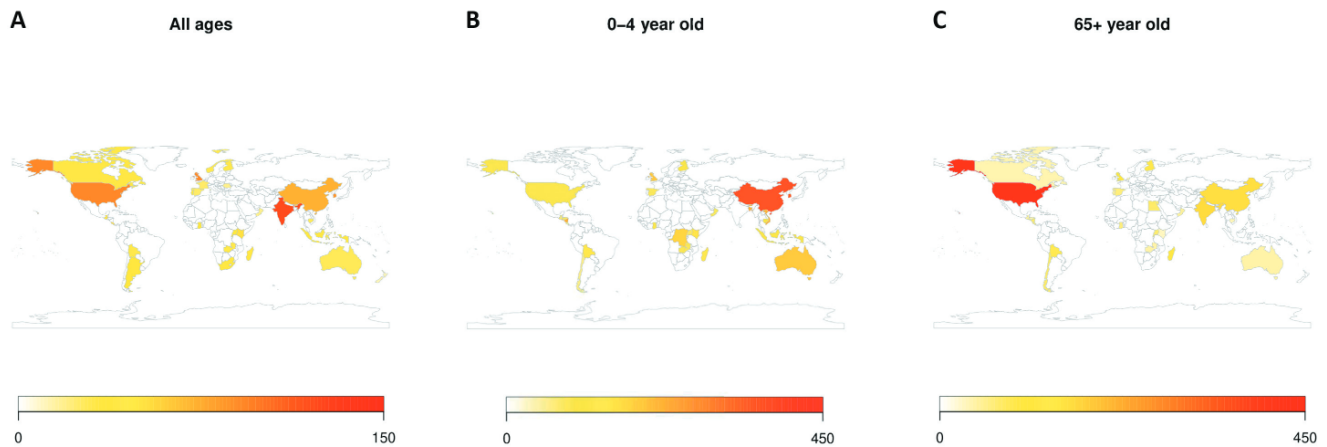 A All ages
B 0–4 year old
C 65+ year old
0 150
0 450
0 450